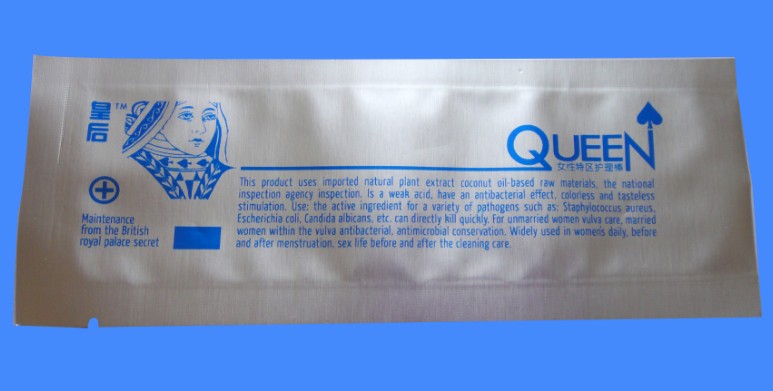 皇后™
QUEEN
女性特区护理棒
This product uses imported natural plant extract coconut oil-based raw materials, the national
inspection agency inspection. Is a weak acid, have an antibacterial effect, colorless and tasteless
stimulation. Use: the active ingredient for a variety of pathogens such as: Staphylococcus aureus,
Escherichia coli, Candida albicans, etc. can directly kill quickly. For unmarried women vulva care, married
women within the vulva antibacterial, antimicrobial conservation. Widely used in women's daily, before
and after menstruation, sex life before and after the cleaning care.
Maintenance
from the British
royal palace secret